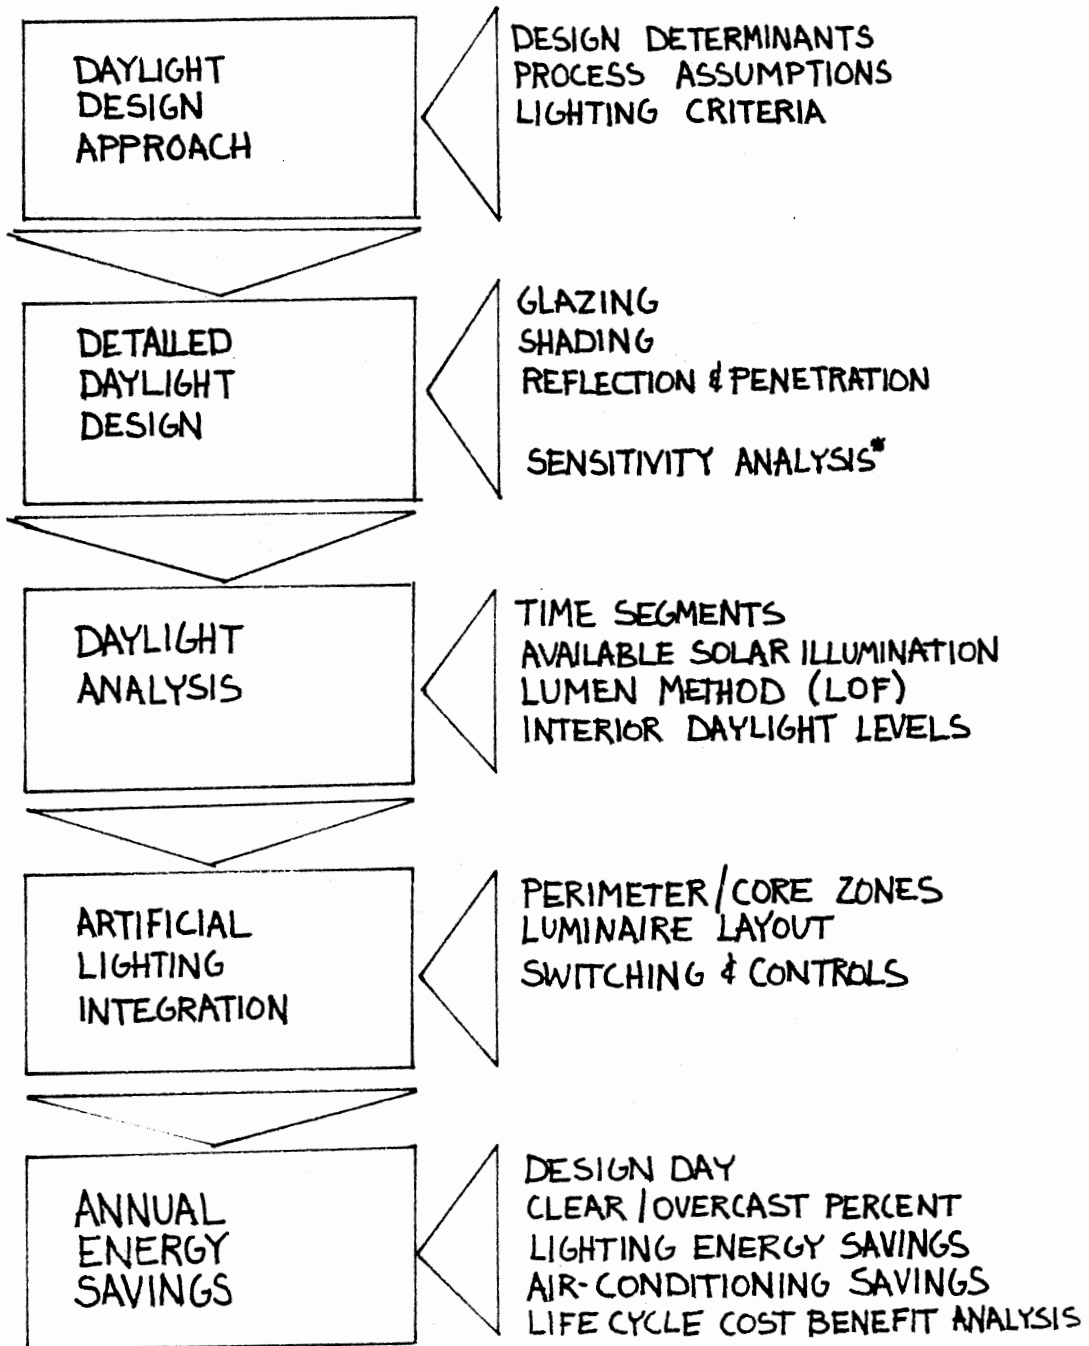 DAYLIGHT
DESIGN
APPROACH
DESIGN DETERMINANTS
PROCESS ASSUMPTIONS
LIGHTING CRITERIA
DETAILED
DAYLIGHT
DESIGN
GLAZING
SHADING
REFLECTION & PENETRATION
SENSITIVITY ANALYSIS*
DAYLIGHT
ANALYSIS
TIME SEGMENTS
AVAILABLE SOLAR ILLUMINATION
LUMEN METHOD (LOF)
INTERIOR DAYLIGHT LEVELS
ARTIFICIAL
LIGHTING
INTEGRATION
PERIMETER/CORE ZONES
LUMINAIRE LAYOUT
SWITCHING & CONTROLS
ANNUAL
ENERGY
SAVINGS
DESIGN DAY
CLEAR/OVERCAST PERCENT
LIGHTING ENERGY SAVINGS
AIR-CONDITIONING SAVINGS
LIFE CYCLE COST BENEFIT ANALYSIS